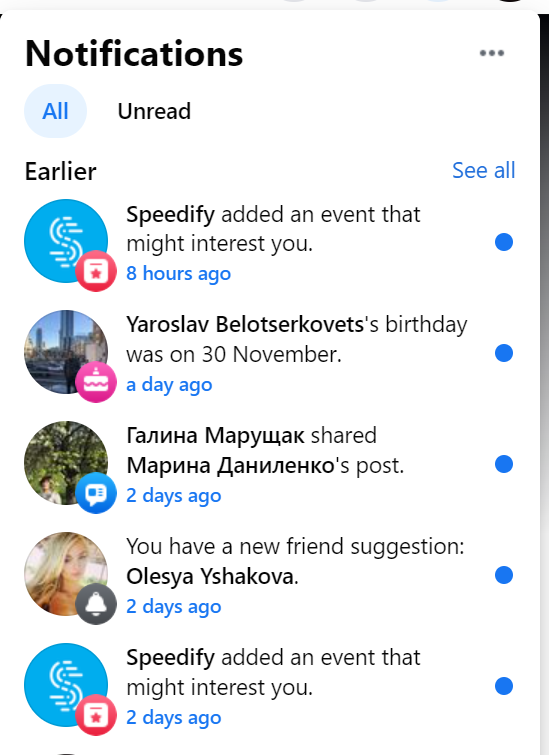 Notifications
All
Unread
Earlier
See all
Speedify added an event that
might interest you.
8 hours ago
Yaroslav Belotserkovets's birthday
was on 30 November.
a day ago
Галина Марущак shared
Марина Даниленко's post.
2 days ago
You have a new friend suggestion:
Olesya Yshakova.
2 days ago
Speedify added an event that
might interest you.
2 days ago